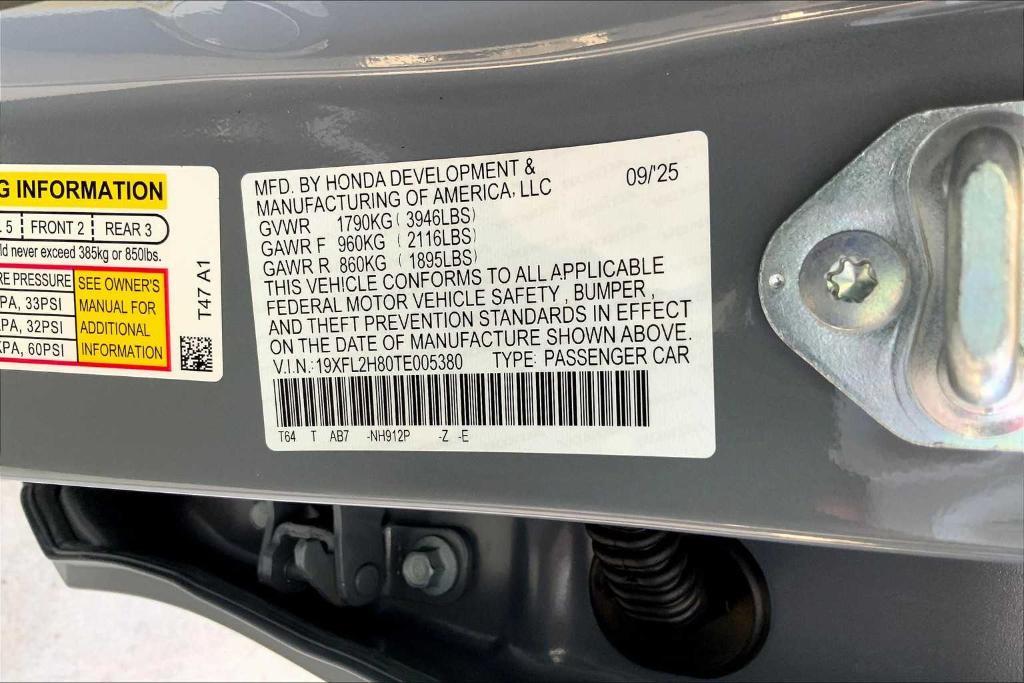 G INFORMATION
5 FRONT 2 REAR 3
never exceed 385kg or 850lbs.
PRESSURE SEE OWNER'S
PA, 33PSI MANUAL FOR
PA, 32PSI ADDITIONAL
PA, 60PSI INFORMATION
T47 A1
MFD. BY HONDA DEVELOPMENT & 09/'25
MANUFACTURING OF AMERICA, LLC
GVWR 1790KG ( 3946LBS)
GAWR F 960KG ( 2116LBS)
GAWR R 860KG ( 1895LBS)
THIS VEHICLE CONFORMS TO ALL APPLICABLE
FEDERAL MOTOR VEHICLE SAFETY , BUMPER ,
AND THEFT PREVENTION STANDARDS IN EFFECT
ON THE DATE OF MANUFACTURE SHOWN ABOVE.
V.I.N.: 19XFL2H80TE005380 TYPE: PASSENGER CAR
T64 T AB7 -NH912P -Z -E